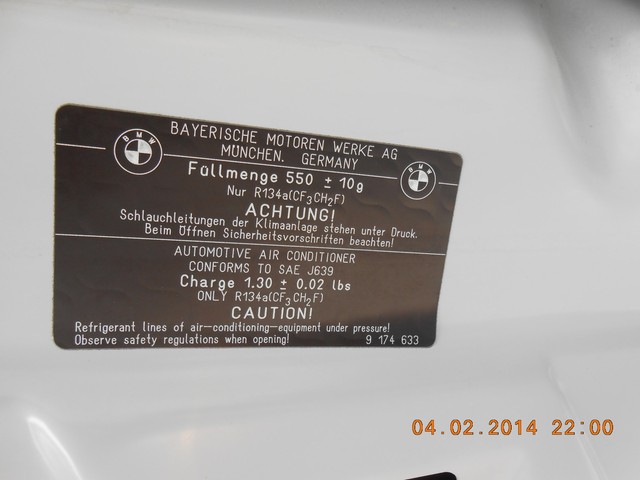 BAYERISCHE MOTOREN WERKE AG
MÜNCHEN. GERMANY
BMW
BMW
Füllmenge 550 ± 10g
Nur R134a(CF3CH2F)
ACHTUNG!
Schlauchleitungen der Klimaanlage stehen unter Druck.
Beim Öffnen Sicherheitsvorschriften beachten!
AUTOMOTIVE AIR CONDITIONER
CONFORMS TO SAE J639
Charge 1.30 ± 0.02 lbs
ONLY R134a(CF3CH2F)
CAUTION!
Refrigerant lines of air-conditioning-equipment under pressure!
Observe safety regulations when opening! 9 174 633
04.02.2014 22:00